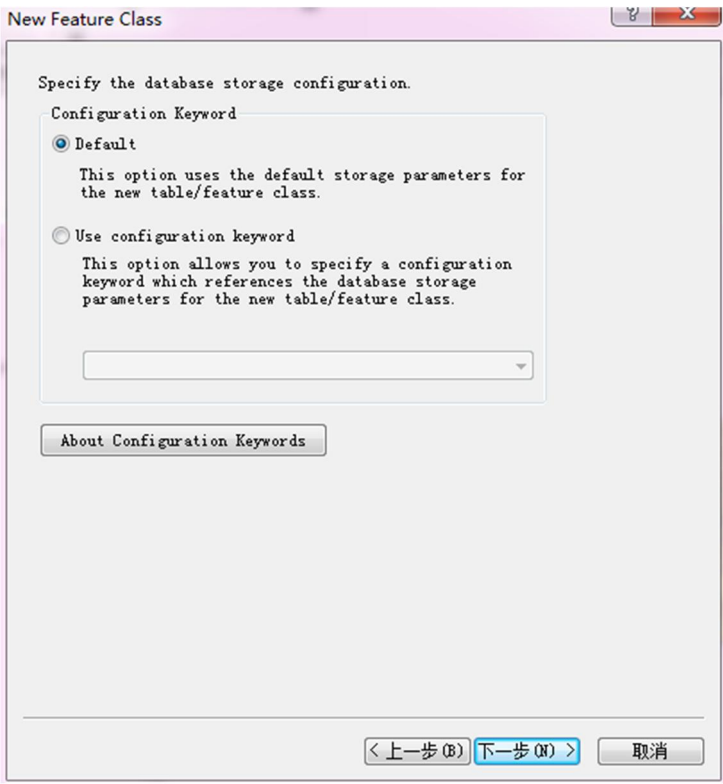 New Feature Class
Specify the database storage configuration.
Configuration Keyword
Default
This option uses the default storage parameters for
the new table/feature class.
Use configuration keyword
This option allows you to specify a configuration
keyword which references the database storage
parameters for the new table/feature class.
About Configuration Keywords
< 上一步(B) 下一步(N) > 取消